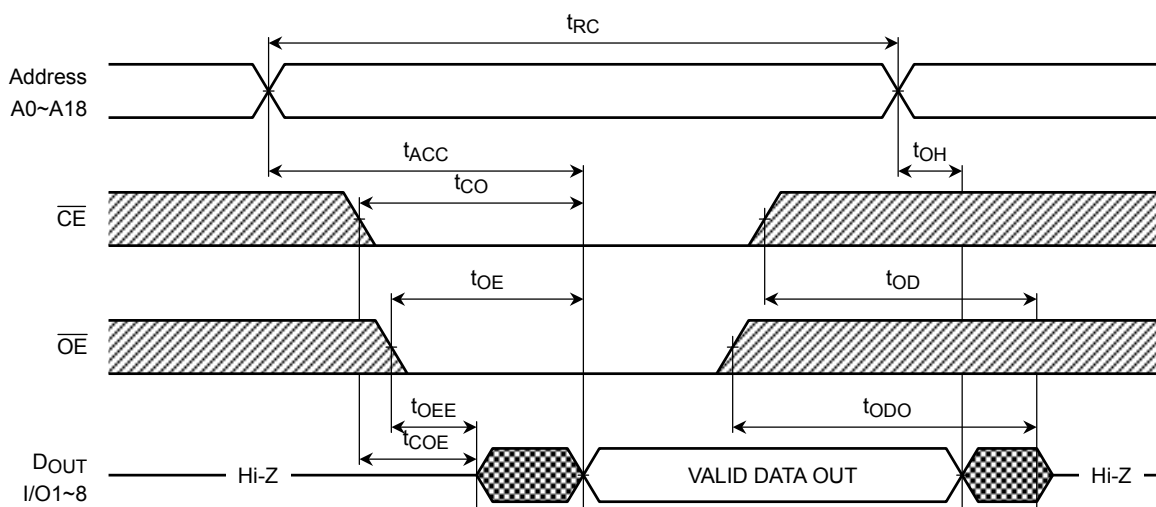 tRC
Address
A0~A18
tACC
tOH
tCO
CE
tOE
tOD
OE
tOEE
tODO
tCOE
DOUT
I/O1~8
Hi-Z
VALID DATA OUT
Hi-Z